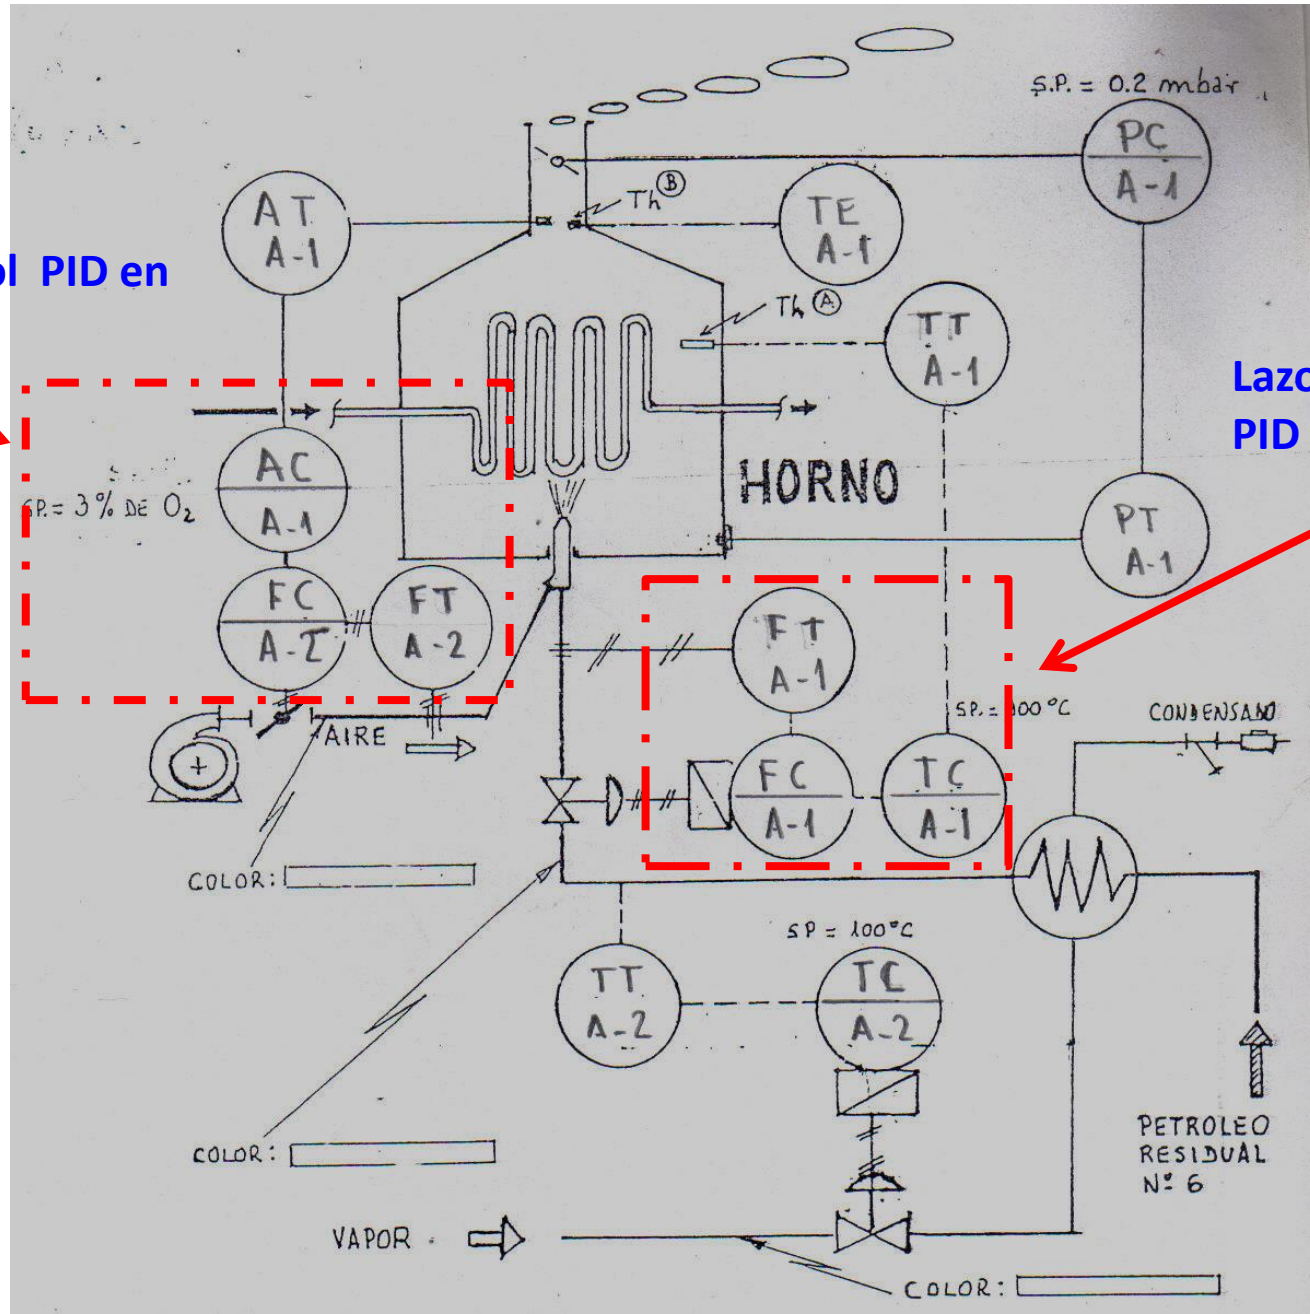 S.P. = 0.2 mbar
PC
A-1
AT
A-1
Th B
TE
A-1
ol PID en
Th A
TT
A-1
Lazo
PID
AC
A-1
SP. = 3% DE O₂
HORNO
PT
A-1
FC
FT
A-2
FT
A-1
AIRE
CONDENSADO
FC
A-1
TC
A-1
COLOR:
SP = 100°C
TT
A-2
TC
A-2
COLOR:
PETROLEO
RESIDUAL
Nº 6
VAPOR
COLOR: